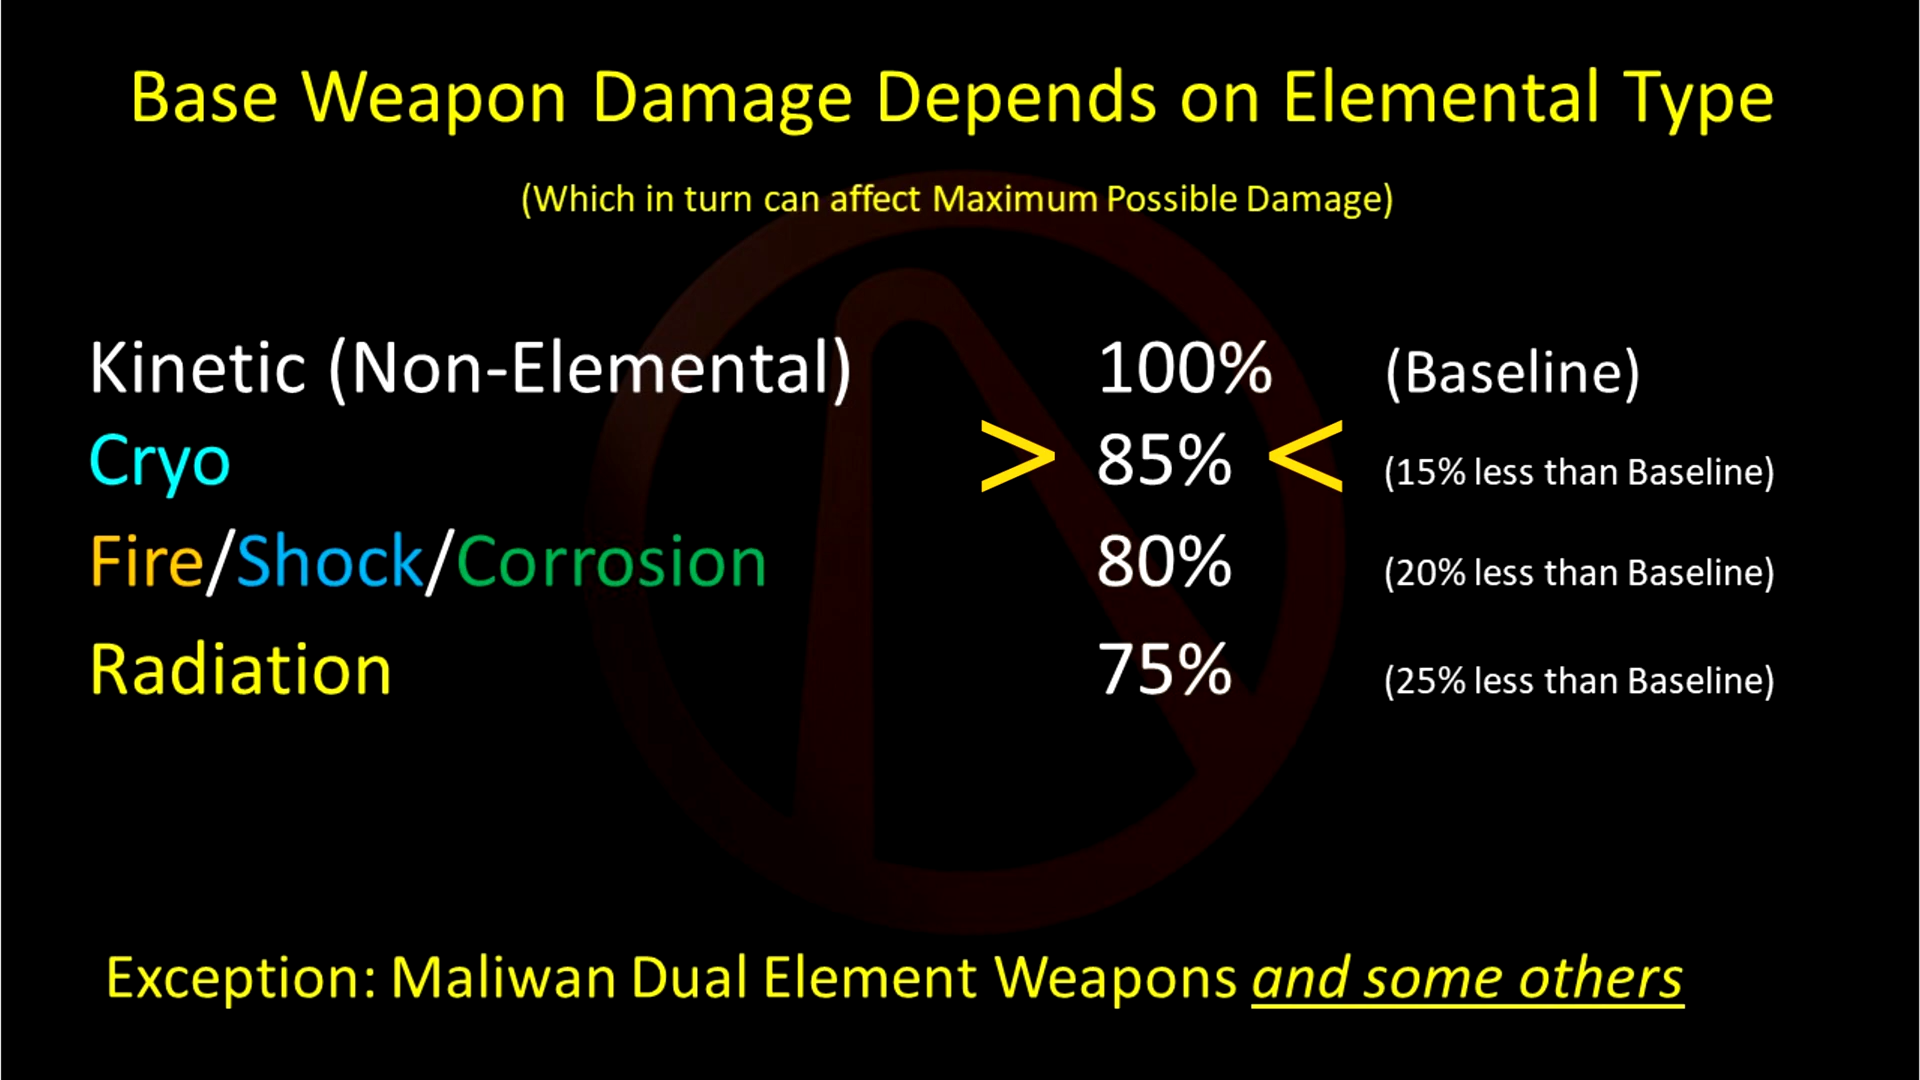 Base Weapon Damage Depends on Elemental Type
(Which in turn can affect Maximum Possible Damage)
Kinetic (Non-Elemental) 100% (Baseline)
Cryo > 85% < (15% less than Baseline)
Fire/Shock/Corrosion 80% (20% less than Baseline)
Radiation 75% (25% less than Baseline)
Exception: Maliwan Dual Element Weapons and some others